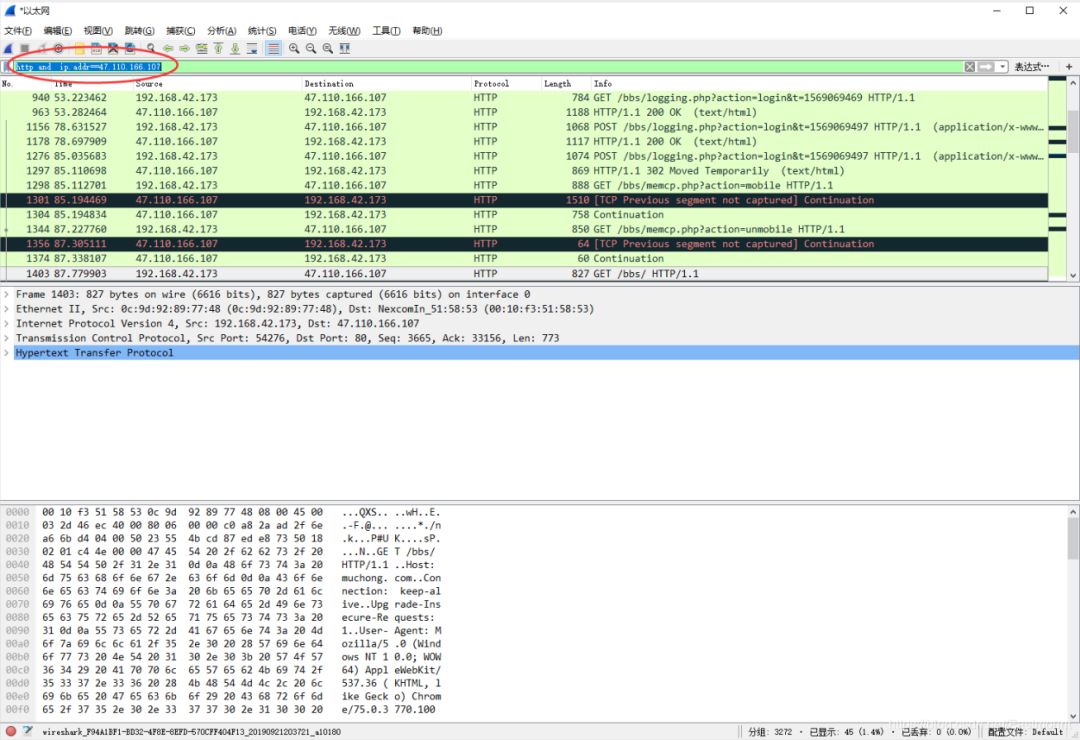 *以太网
文件(F) 编辑(E) 视图(V) 跳转(G) 捕获(C) 分析(A) 统计(S) 电话(Y) 无线(W) 工具(T) 帮助(H)
http and ip.addr==47.110.166.107 表达式… +
No. Time Source Destination Protocol Length Info
940 53.223462 192.168.42.173 47.110.166.107 HTTP 784 GET /bbs/logging.php?action=login&t=1569069469 HTTP/1.1
963 53.282464 47.110.166.107 192.168.42.173 HTTP 1188 HTTP/1.1 200 OK (text/html)
1156 78.631527 192.168.42.173 47.110.166.107 HTTP 1068 POST /bbs/logging.php?action=login&t=1569069497 HTTP/1.1 (application/x-www…
1178 78.697909 47.110.166.107 192.168.42.173 HTTP 1117 HTTP/1.1 200 OK (text/html)
1276 85.035683 192.168.42.173 47.110.166.107 HTTP 1074 POST /bbs/logging.php?action=login&t=1569069497 HTTP/1.1 (application/x-www…
1297 85.110698 47.110.166.107 192.168.42.173 HTTP 869 HTTP/1.1 302 Moved Temporarily (text/html)
1298 85.112701 192.168.42.173 47.110.166.107 HTTP 888 GET /bbs/memcp.php?action=mobile HTTP/1.1
1301 85.194469 47.110.166.107 192.168.42.173 HTTP 1510 [TCP Previous segment not captured] Continuation
1304 85.194834 47.110.166.107 192.168.42.173 HTTP 758 Continuation
1344 87.227760 192.168.42.173 47.110.166.107 HTTP 850 GET /bbs/memcp.php?action=unmobile HTTP/1.1
1356 87.305111 47.110.166.107 192.168.42.173 HTTP 64 [TCP Previous segment not captured] Continuation
1374 87.338107 47.110.166.107 192.168.42.173 HTTP 60 Continuation
1403 87.779903 192.168.42.173 47.110.166.107 HTTP 827 GET /bbs/ HTTP/1.1
Frame 1403: 827 bytes on wire (6616 bits), 827 bytes captured (6616 bits) on interface 0
Ethernet II, Src: 0c:9d:92:89:77:48 (0c:9d:92:89:77:48), Dst: NexcomIn_51:58:53 (00:10:f3:51:58:53)
Internet Protocol Version 4, Src: 192.168.42.173, Dst: 47.110.166.107
Transmission Control Protocol, Src Port: 54276, Dst Port: 80, Seq: 3665, Ack: 33156, Len: 773
Hypertext Transfer Protocol
0000 00 10 f3 51 58 53 0c 9d 92 89 77 48 08 00 45 00 ...QXS.. ..wH..E.
0010 03 2d 46 ec 40 00 80 06 00 00 c0 a8 2a ad 2f 6e .-F.@... ....*./n
0020 a6 6b d4 04 00 50 23 55 4b cd 87 ed e8 73 50 18 .k...P#U K....sP.
0030 02 01 c4 4e 00 00 47 45 54 20 2f 62 62 73 2f 20 ...N..GE T /bbs/
0040 48 54 54 50 2f 31 2e 31 0d 0a 48 6f 73 74 3a 20 HTTP/1.1 ..Host:
0050 6d 75 63 68 6f 6e 67 2e 63 6f 6d 0d 0a 43 6f 6e muchong. com..Con
0060 6e 65 63 74 69 6f 6e 3a 20 6b 65 65 70 2d 61 6c nection: keep-al
0070 69 76 65 0d 0a 55 70 67 72 61 64 65 2d 49 6e 73 ive..Upg rade-Ins
0080 65 63 75 72 65 2d 52 65 71 75 65 73 74 73 3a 20 ecure-Re quests:
0090 31 0d 0a 55 73 65 72 2d 41 67 65 6e 74 3a 20 4d 1..User- Agent: M
00a0 6f 7a 69 6c 6c 61 2f 35 2e 30 20 28 57 69 6e 64 ozilla/5 .0 (Wind
00b0 6f 77 73 20 4e 54 20 31 30 2e 30 3b 20 57 4f 57 ows NT 1 0.0; WOW
00c0 36 34 29 20 41 70 70 6c 65 57 65 62 4b 69 74 2f 64) Appl eWebKit/
00d0 35 33 37 2e 33 36 20 28 4b 48 54 4d 4c 2c 20 6c 537.36 ( KHTML, l
00e0 69 6b 65 20 47 65 63 6b 6f 29 20 43 68 72 6f 6d ike Geck o) Chrom
00f0 65 2f 37 35 2e 30 2e 33 37 37 30 2e 31 30 30 20 e/75.0.3 770.100
wireshark_F94A1BF1-BD32-4F8E-8EFD-570CFF404F13_20190921203721_a10180 分组: 3272 · 已显示: 45 (1.4%) · 已丢弃: 0 (0.0%) 配置文件: Default